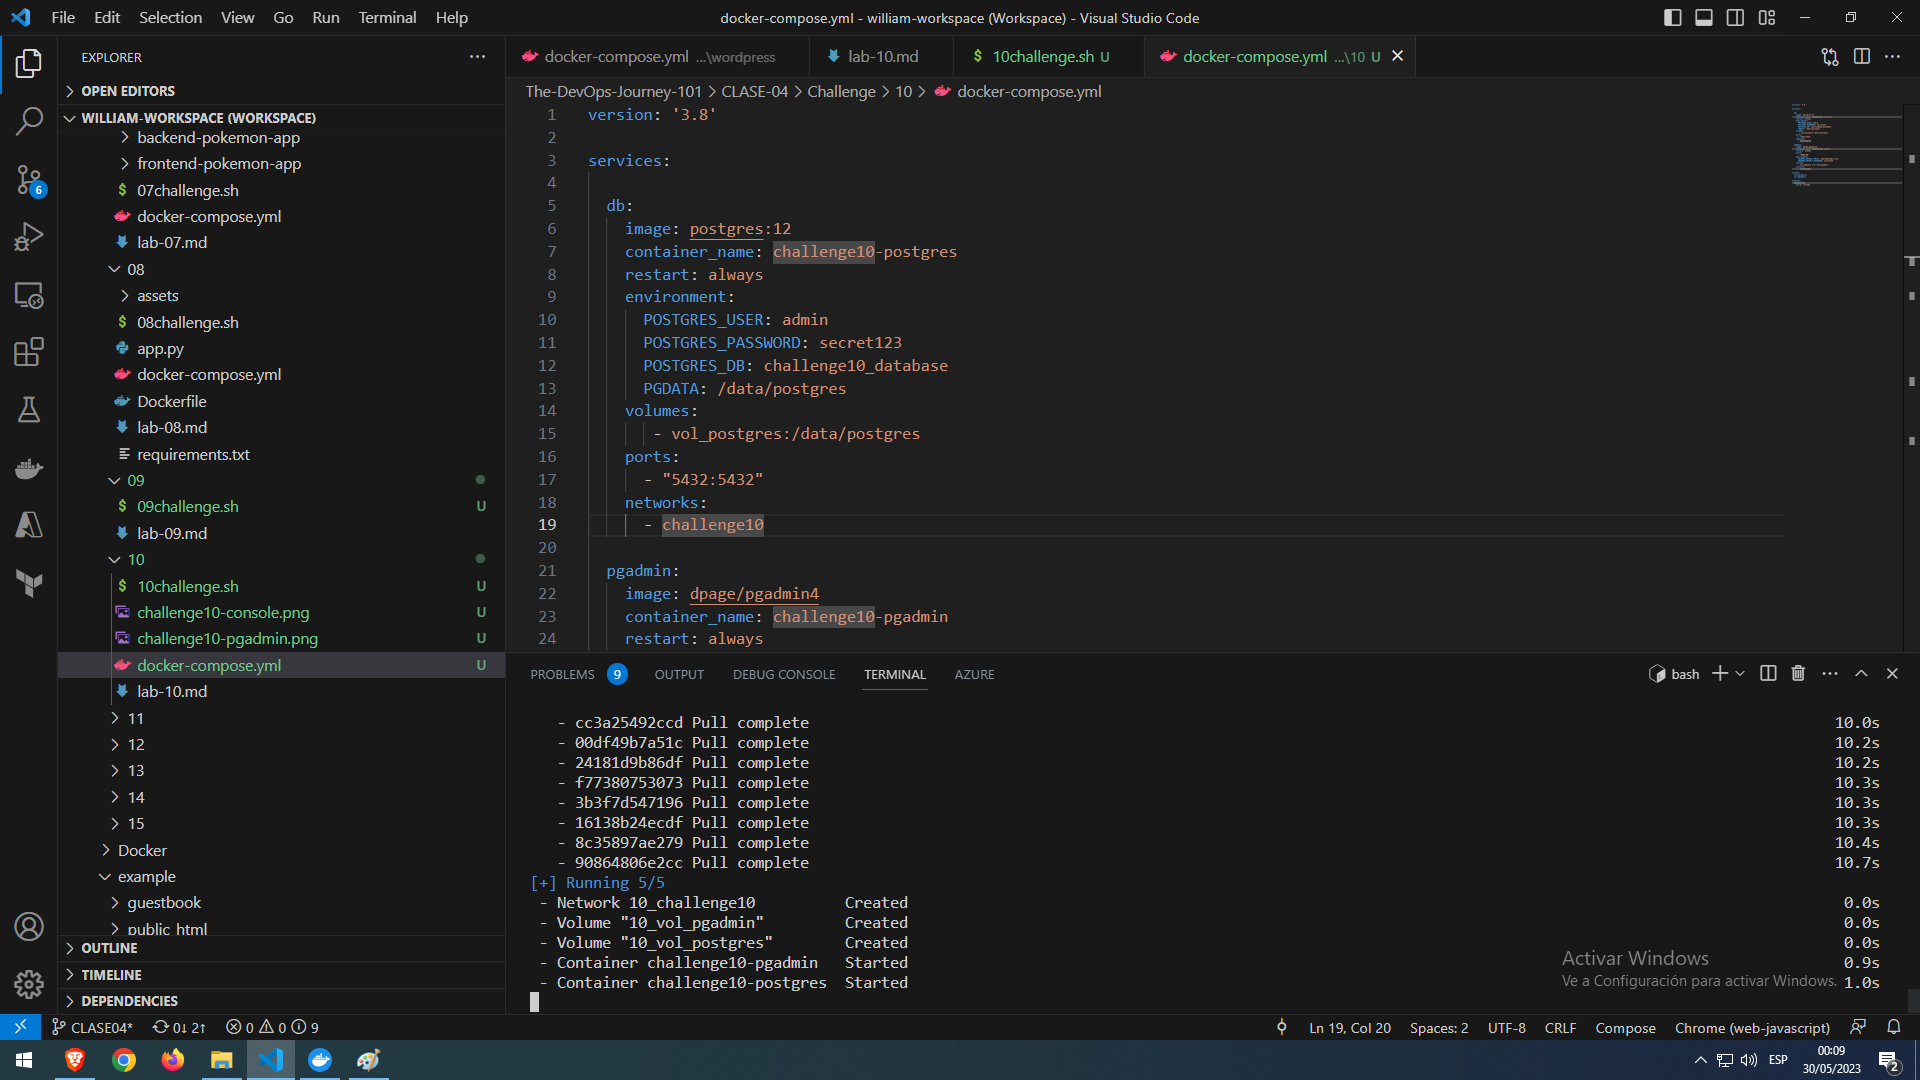 File Edit Selection View Go Run Terminal Help
docker-compose.yml - william-workspace (Workspace) - Visual Studio Code
EXPLORER
OPEN EDITORS
WILLIAM-WORKSPACE (WORKSPACE)
backend-pokemon-app
frontend-pokemon-app
$ 07challenge.sh
docker-compose.yml
lab-07.md
08
assets
$ 08challenge.sh
app.py
docker-compose.yml
Dockerfile
lab-08.md
requirements.txt
09
$ 09challenge.sh U
lab-09.md
10
$ 10challenge.sh U
challenge10-console.png U
challenge10-pgadmin.png U
docker-compose.yml U
lab-10.md
11
12
13
14
15
Docker
example
guestbook
public_html
OUTLINE
TIMELINE
DEPENDENCIES
6
docker-compose.yml ...\wordpress
lab-10.md
$ 10challenge.sh U
docker-compose.yml ...\10 U
The-DevOps-Journey-101 > CLASE-04 > Challenge > 10 > docker-compose.yml
1 version: '3.8'
2
3 services:
4
5 db:
6 image: postgres:12
7 container_name: challenge10-postgres
8 restart: always
9 environment:
10 POSTGRES_USER: admin
11 POSTGRES_PASSWORD: secret123
12 POSTGRES_DB: challenge10_database
13 PGDATA: /data/postgres
14 volumes:
15 - vol_postgres:/data/postgres
16 ports:
17 - "5432:5432"
18 networks:
19 - challenge10
20
21 pgadmin:
22 image: dpage/pgadmin4
23 container_name: challenge10-pgadmin
24 restart: always
PROBLEMS 9 OUTPUT DEBUG CONSOLE TERMINAL AZURE
bash
- cc3a25492ccd Pull complete 10.0s
- 00df49b7a51c Pull complete 10.2s
- 24181d9b86df Pull complete 10.2s
- f77380753073 Pull complete 10.3s
- 3b3f7d547196 Pull complete 10.3s
- 16138b24ecdf Pull complete 10.3s
- 8c35897ae279 Pull complete 10.4s
- 90864806e2cc Pull complete 10.7s
[+] Running 5/5
- Network 10_challenge10 Created 0.0s
- Volume "10_vol_pgadmin" Created 0.0s
- Volume "10_vol_postgres" Created 0.0s
- Container challenge10-pgadmin Started 0.9s
- Container challenge10-postgres Started 1.0s
Activar Windows
Ve a Configuración para activar Windows.
CLASE04* 0↓ 2↑ 0 0 9
Ln 19, Col 20 Spaces: 2 UTF-8 CRLF Compose Chrome (web-javascript)
ESP
00:09
30/05/2023
2